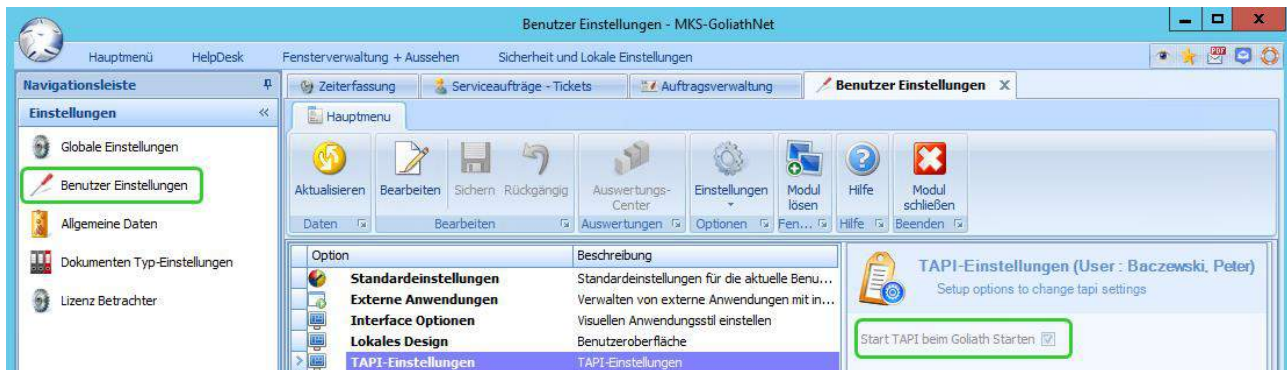 Benutzer Einstellungen - MKS-GoliathNet
Hauptmenü HelpDesk Fensterverwaltung + Aussehen Sicherheit und Lokale Einstellungen
Navigationsleiste
Zeiterfassung Serviceaufträge - Tickets Auftragsverwaltung Benutzer Einstellungen X
Einstellungen
Hauptmenu
Globale Einstellungen
Benutzer Einstellungen
Allgemeine Daten
Dokumenten Typ-Einstellungen
Lizenz Betrachter
Aktualisieren Bearbeiten Sichern Rückgängig Auswertungs- Einstellungen Modul Hilfe Modul
Center lösen schließen
Daten Bearbeiten Auswertungen Optionen Fen... Hilfe Beenden
Option Beschreibung
Standardeinstellungen Standardeinstellungen für die aktuelle Benu...
Externe Anwendungen Verwalten von externe Anwendungen mit in...
Interface Optionen Visuellen Anwendungsstil einstellen
Lokales Design Benutzeroberfläche
TAPI-Einstellungen TAPI-Einstellungen
TAPI-Einstellungen (User : Baczewski, Peter)
Setup options to change tapi settings
Start TAPI beim Goliath Starten